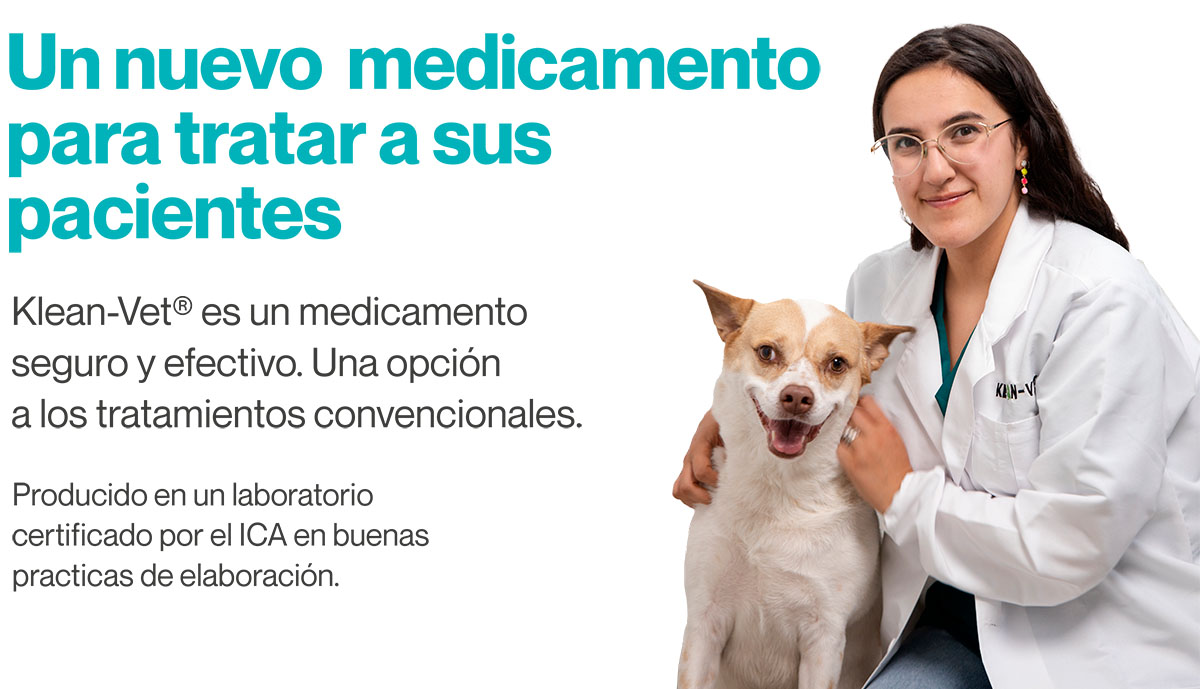 Un nuevo medicamento
para tratar a sus
pacientes
Klean-Vet® es un medicamento
seguro y efectivo. Una opción
a los tratamientos convencionales.
Producido en un laboratorio
certificado por el ICA en buenas
practicas de elaboración.